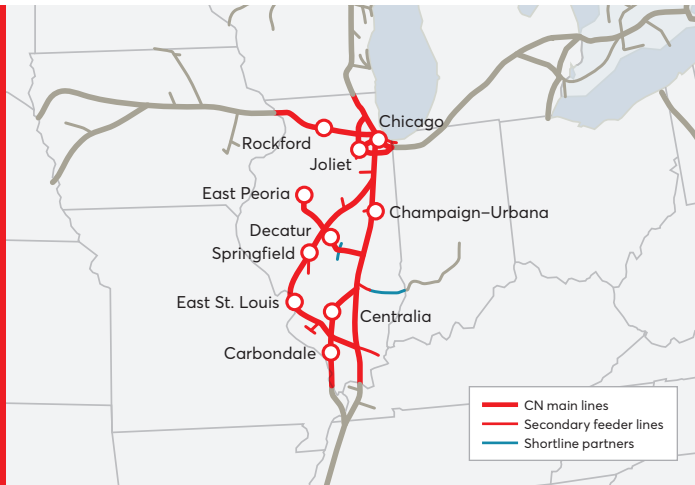 Chicago
Rockford
Joliet
East Peoria
Champaign–Urbana
Decatur
Springfield
East St. Louis
Centralia
Carbondale
CN main lines
Secondary feeder lines
Shortline partners